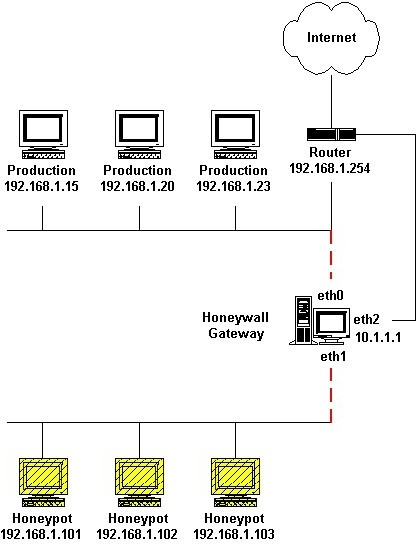 Internet
Production
192.168.1.15
Production
192.168.1.20
Production
192.168.1.23
Router
192.168.1.254
eth0
Honeywall
Gateway
eth2
10.1.1.1
eth1
Honeypot
192.168.1.101
Honeypot
192.168.1.102
Honeypot
192.168.1.103